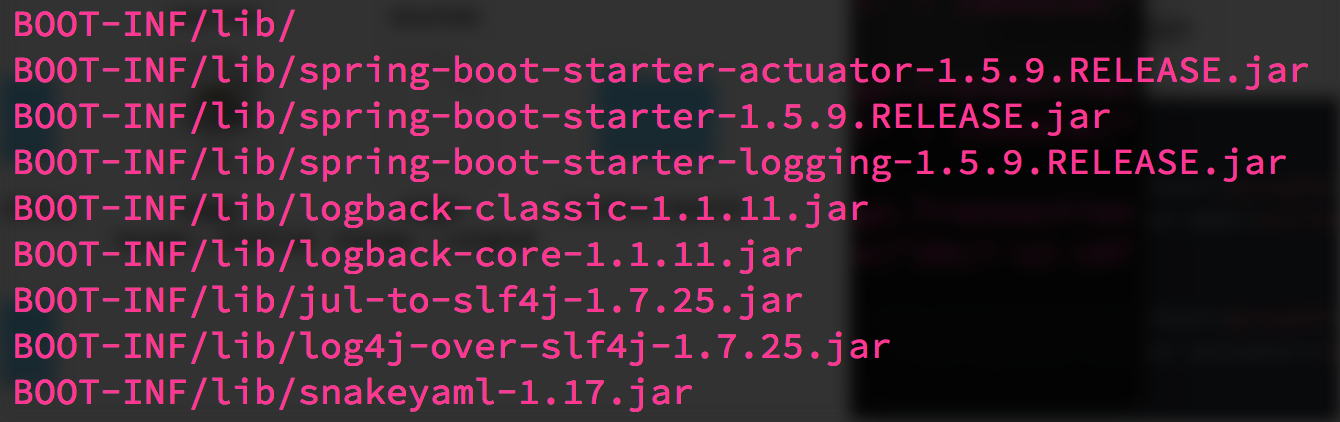 BOOT-INF/lib/
BOOT-INF/lib/spring-boot-starter-actuator-1.5.9.RELEASE.jar
BOOT-INF/lib/spring-boot-starter-1.5.9.RELEASE.jar
BOOT-INF/lib/spring-boot-starter-logging-1.5.9.RELEASE.jar
BOOT-INF/lib/logback-classic-1.1.11.jar
BOOT-INF/lib/logback-core-1.1.11.jar
BOOT-INF/lib/jul-to-slf4j-1.7.25.jar
BOOT-INF/lib/log4j-over-slf4j-1.7.25.jar
BOOT-INF/lib/snakeyaml-1.17.jar